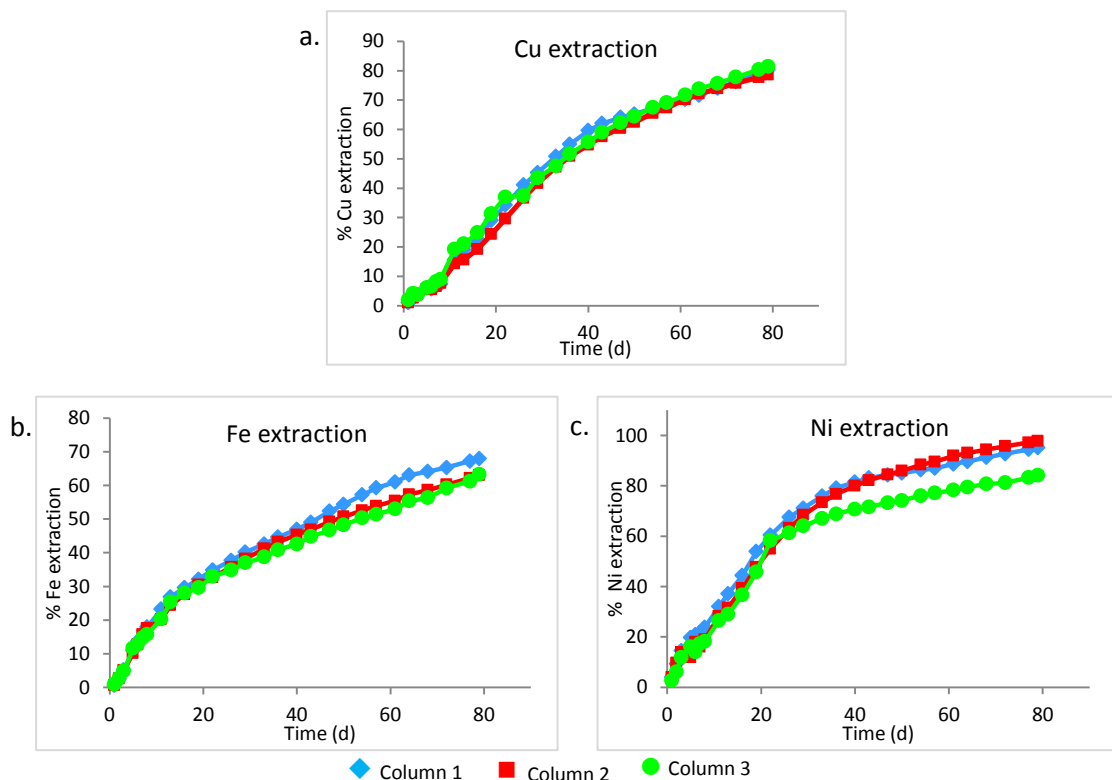 a.
Cu extraction
% Cu extraction
90
80
70
60
50
40
30
20
10
0
0 20 40 60 80 100
Time (d)
b.
Fe extraction
% Fe extraction
80
70
60
50
40
30
20
10
0
0 20 40 60 80
Time (d)
c.
Ni extraction
% Ni extraction
100
80
60
40
20
0
0 20 40 60 80
Time (d)
Column 1 Column 2 Column 3